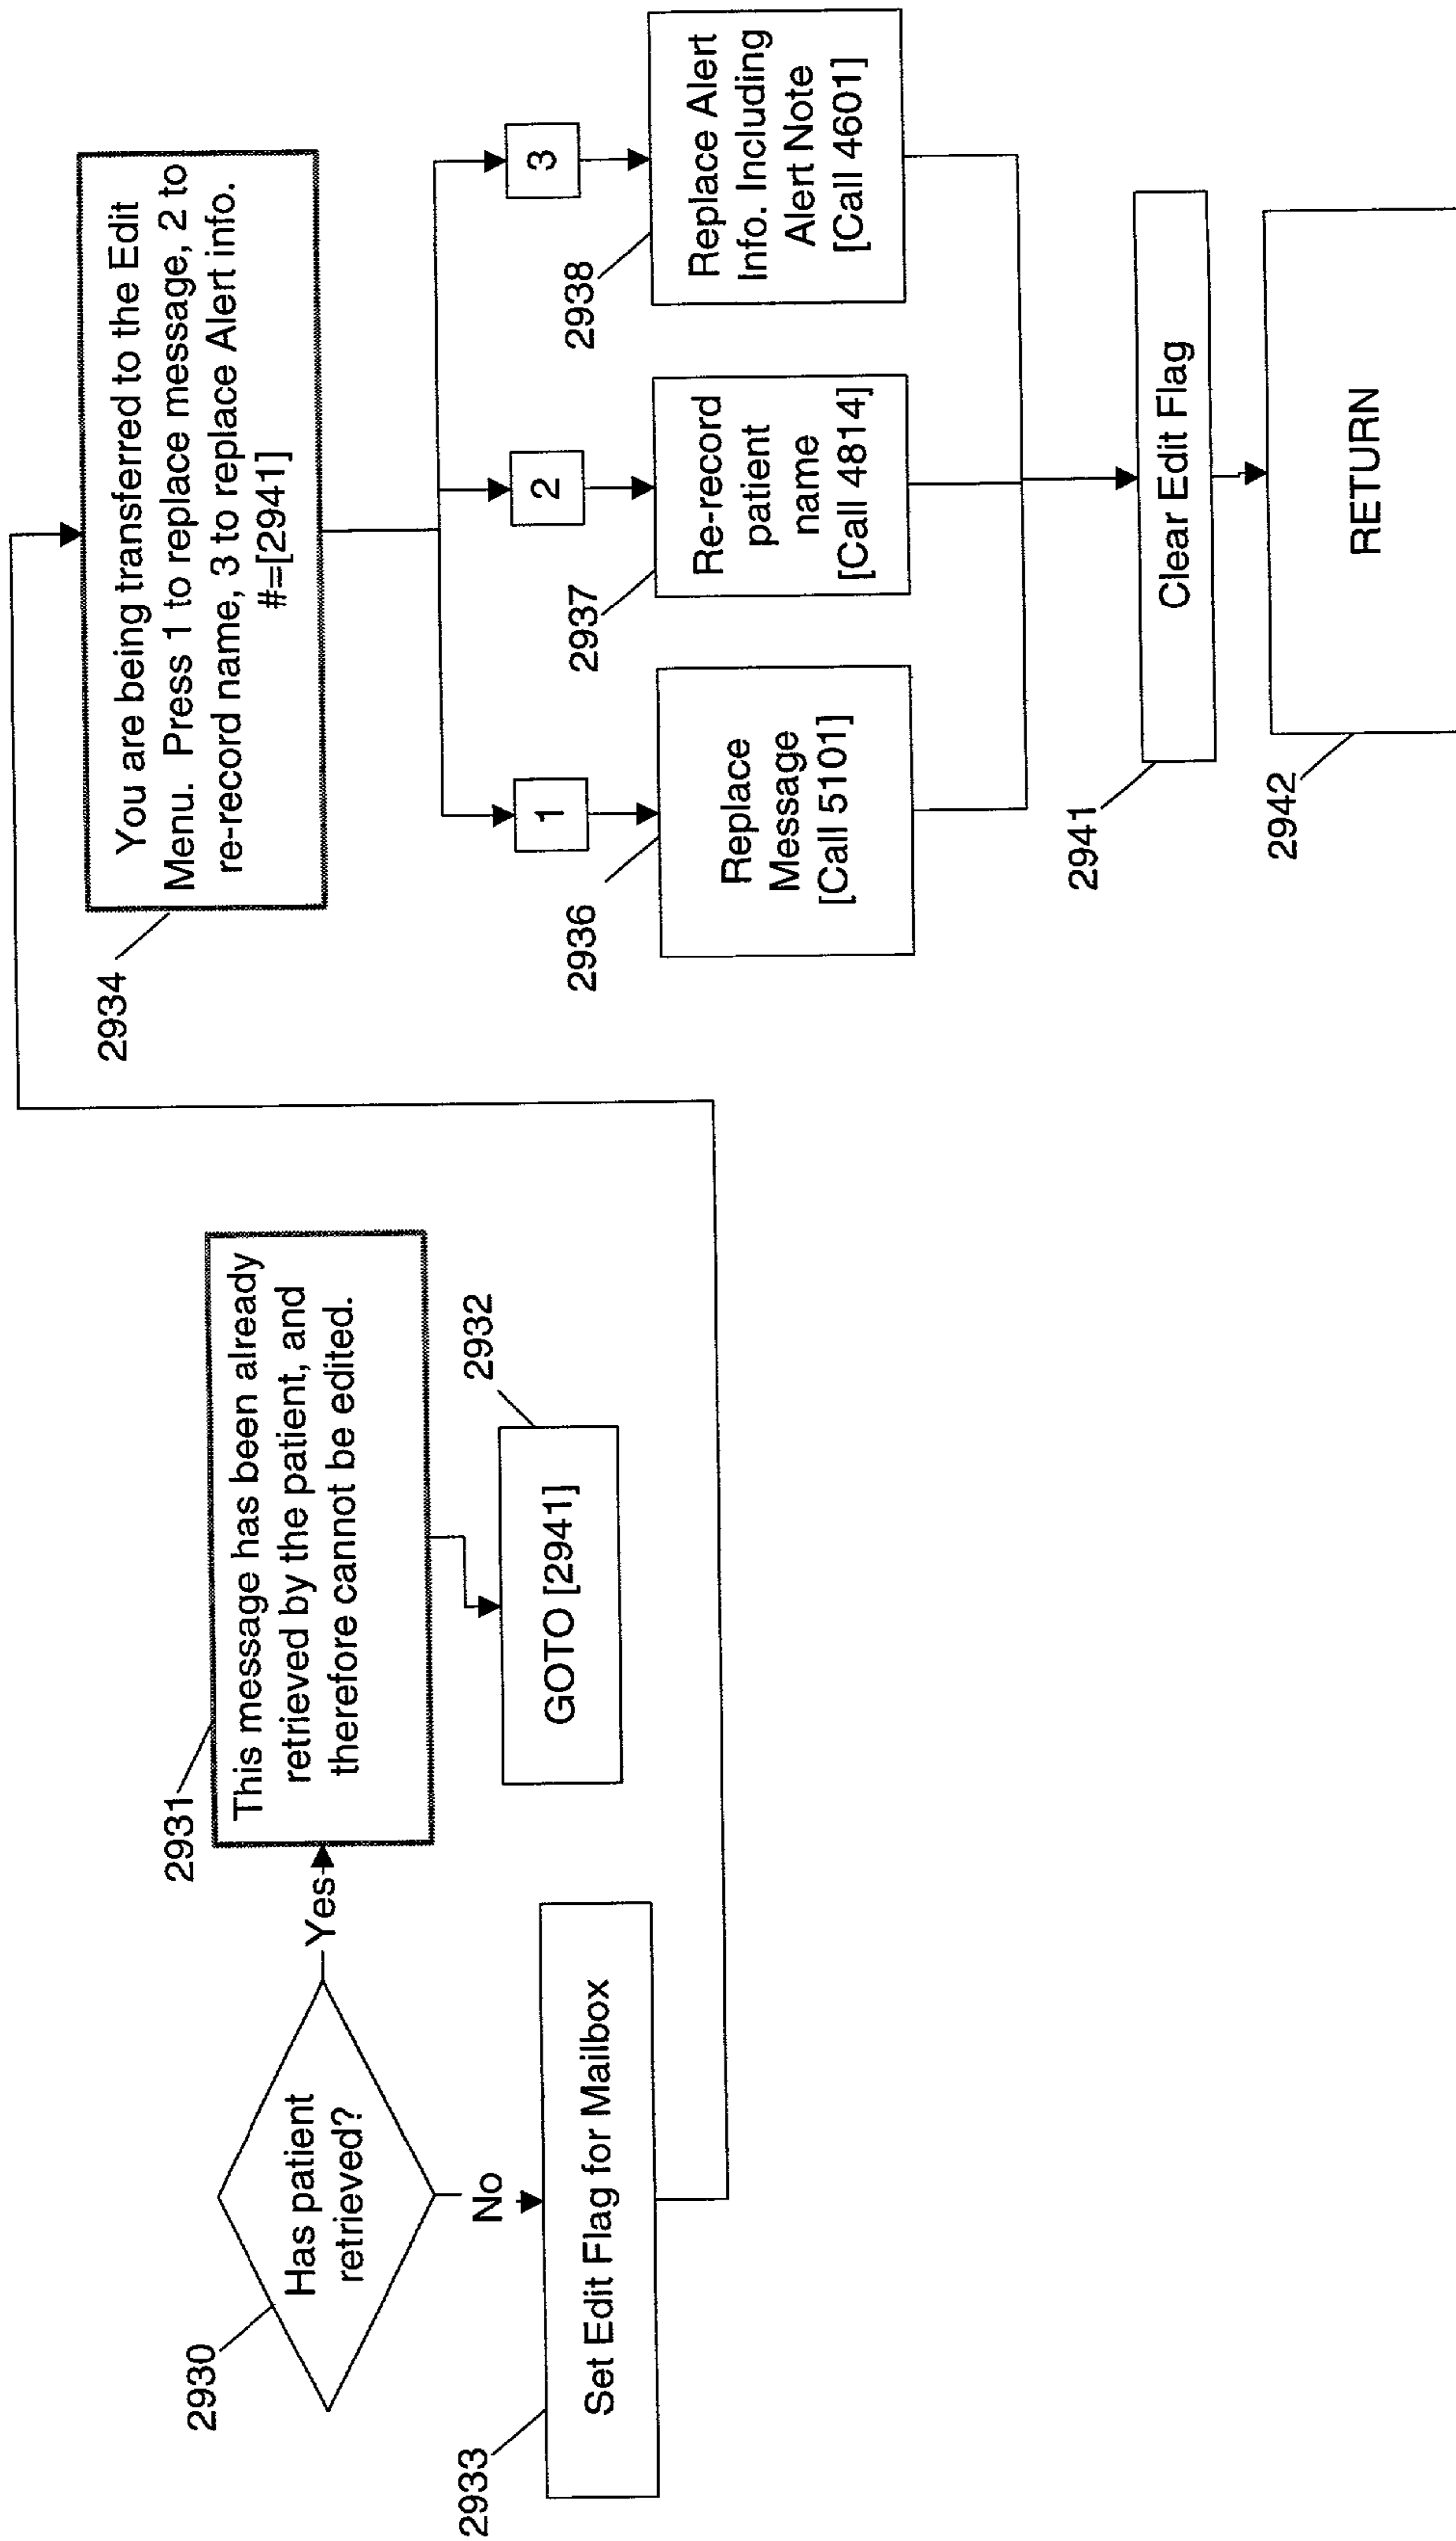 2930
Has patient
retrieved?
Yes
No
2931
This message has been already
retrieved by the patient, and
therefore cannot be edited.
2932
GOTO [2941]
2933
Set Edit Flag for Mailbox
2934
You are being transferred to the Edit
Menu. Press 1 to replace message, 2 to
re-record name, 3 to replace Alert info.
#=[2941]
1
2
3
2936
Replace
Message
[Call 5101]
2937
Re-record
patient
name
[Call 4814]
2938
Replace Alert
Info. Including
Alert Note
[Call 4601]
2941
Clear Edit Flag
2942
RETURN